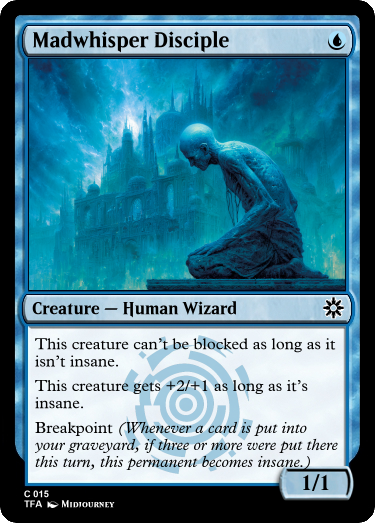 Madwhisper Disciple
Creature — Human Wizard
This creature can't be blocked as long as it
isn't insane.
This creature gets +2/+1 as long as it's
insane.
Breakpoint (Whenever a card is put into
your graveyard, if three or more were put there
this turn, this permanent becomes insane.)
1/1
C 015
TFA Midjourney